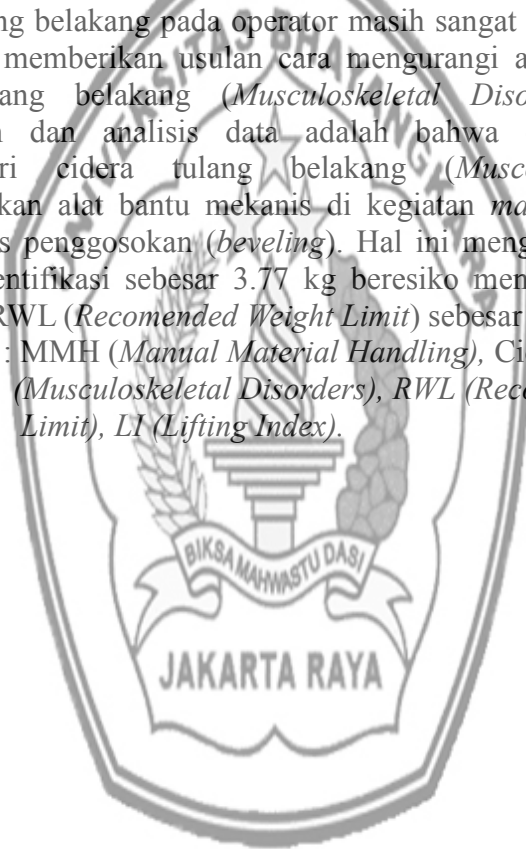 ng belakang pada operator masih sangat
memberikan usulan cara mengurangi a
ang belakang (Musculoskeletal Diso
n dan analisis data adalah bahwa
ri cidera tulang belakang (Musc
kan alat bantu mekanis di kegiatan ma
s penggosokan (beveling). Hal ini meng
entifikasi sebesar 3.77 kg beresiko men
RWL (Recomended Weight Limit) sebesar
: MMH (Manual Material Handling), Ci
(Musculoskeletal Disorders), RWL (Reco
Limit), LI (Lifting Index).
BHAYANGKARA
BIKSA MAHWASTU DASI
JAKARTA RAYA